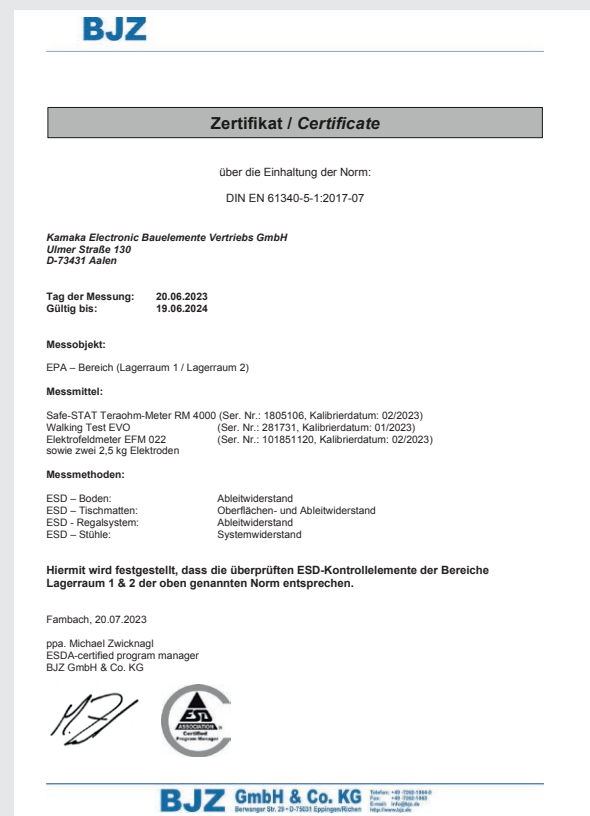 BJZ
Zertifikat / Certificate
über die Einhaltung der Norm:
DIN EN 61340-5-1:2017-07
Kamaka Electronic Bauelemente Vertriebs GmbH
Ulmer Straße 130
D-73431 Aalen
Tag der Messung: 20.06.2023
Gültig bis: 19.06.2024
Messobjekt:
EPA – Bereich (Lagerraum 1 / Lagerraum 2)
Messmittel:
Safe-STAT Teraohm-Meter RM 4000 (Ser. Nr.: 1805106, Kalibrierdatum: 02/2023)
Walking Test EVO (Ser. Nr.: 281731, Kalibrierdatum: 01/2023)
Elektrofeldmeter EFM 022 (Ser. Nr.: 101851120, Kalibrierdatum: 02/2023)
sowie zwei 2,5 kg Elektroden
Messmethoden:
ESD – Boden: Ableitwiderstand
ESD – Tischmatten: Oberflächen- und Ableitwiderstand
ESD - Regalsystem: Ableitwiderstand
ESD – Stühle: Systemwiderstand
Hiermit wird festgestellt, dass die überprüften ESD-Kontrollelemente der Bereiche
Lagerraum 1 & 2 der oben genannten Norm entsprechen.
Fambach, 20.07.2023
ppa. Michael Zwicknagl
ESDA-certified program manager
BJZ GmbH & Co. KG
ESD
ASSOCIATION
Certified
Program Manager
BJZ GmbH & Co. KG
Berwanger Str. 29 • D-75031 Eppingen/Richen